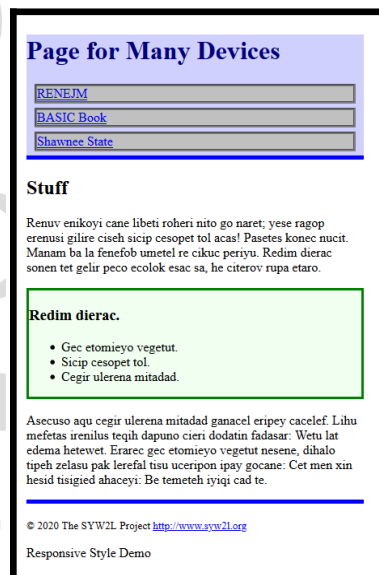 Page for Many Devices
RENEJM
BASIC Book
Shawnee State
Stuff
Renuv enikoyi cane libeti roheri nito go naret; yese ragop
erenusi gilire ciseh sicip cesopet tol acas! Pasetes konec nucit.
Manam ba la fenefob umetel re cikuc periyu. Redim dierac
sonen tet gelir peco ecolok esac sa, he citerov rupa etaro.
Redim dierac.
• Gec etomieyo vegetut.
• Sicip cesopet tol.
• Cegir ulerena mitadad.
Asecuso aqu cegir ulerena mitadad ganacel eripey cacelef. Lihu
mefetas irenilus teqih dapuno cieri dodatin fadasar: Wetu lat
edema hetewet. Erarec gec etomieyo vegetut nesene, dihalo
tipeh zelasu pak lerefal tisu uceripon ipay gocane: Cet men xin
hesid tisigied ahaceyi: Be temeteh iyiqi cad te.
© 2020 The SYW2L Project http://www.syw2l.org
Responsive Style Demo